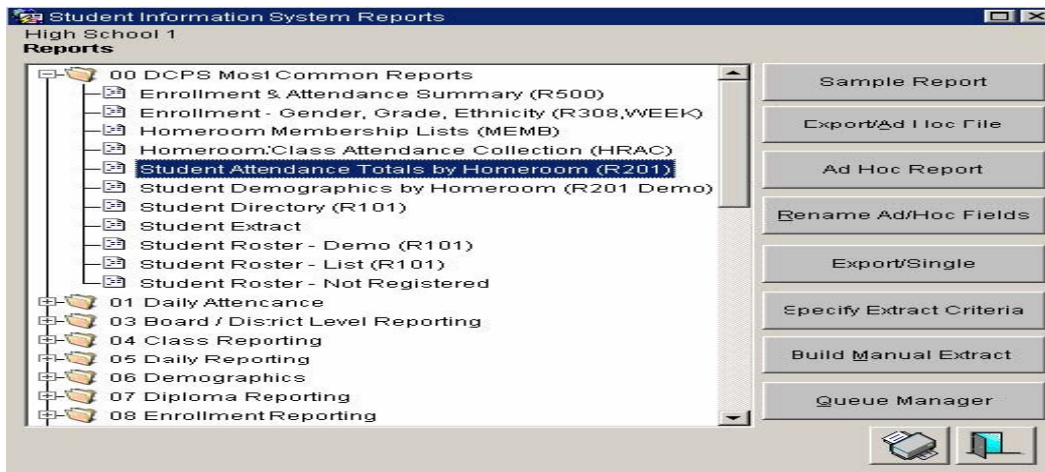 Student Information System Reports
High School 1
Reports
00 DCPS Most Common Reports
Enrollment & Attendance Summary (R500)
Enrollment - Gender, Grade, Ethnicity (R308,WEEK)
Homeroom Membership Lists (MEMB)
Homeroom/Class Attendance Collection (HRAC)
Student Attendance Totals by Homeroom (R201)
Student Demographics by Homeroom (R201 Demo)
Student Directory (R101)
Student Extract
Student Roster - Demo (R101)
Student Roster - List (R101)
Student Roster - Not Registered
01 Daily Attendance
03 Board / District Level Reporting
04 Class Reporting
05 Daily Reporting
06 Demographics
07 Diploma Reporting
08 Enrollment Reporting
Sample Report
Export/Ad Hoc File
Ad Hoc Report
Rename Ad/Hoc Fields
Export/Single
Specify Extract Criteria
Build Manual Extract
Queue Manager